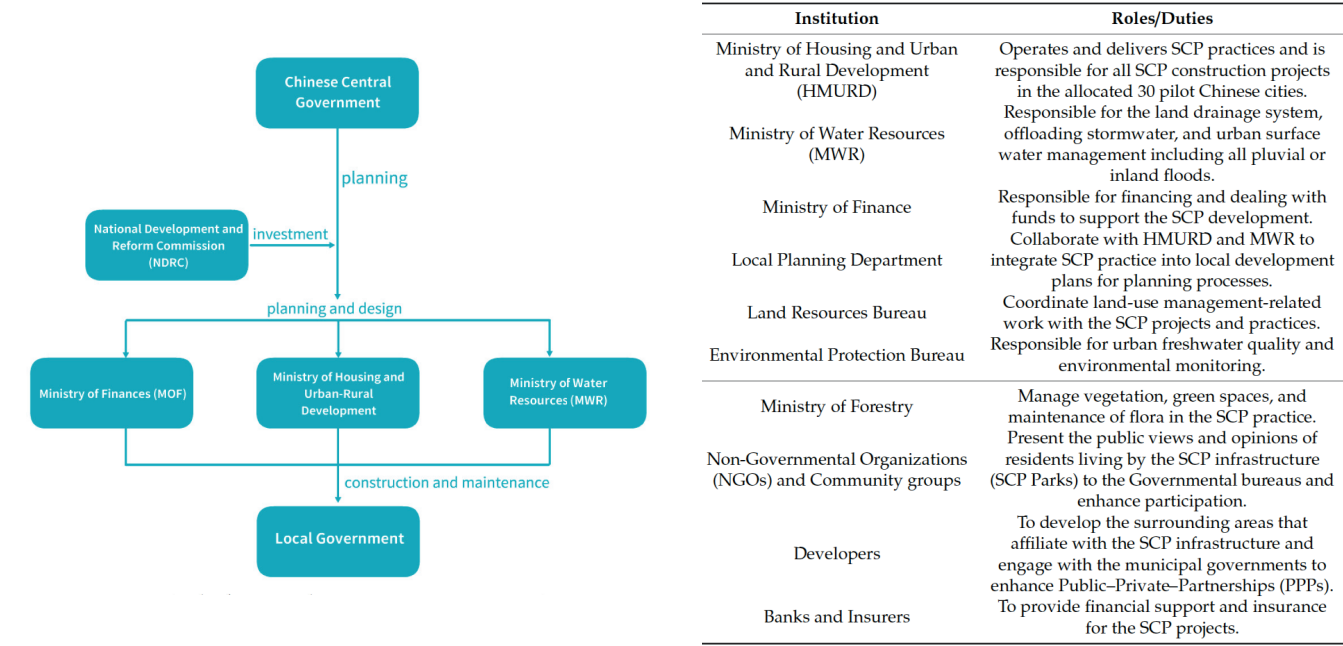 Chinese Central
Government
planning
National Development and
Reform Commission
(NDRC)
investment
planning and design
Ministry of Finances (MOF)
Ministry of Housing and
Urban-Rural
Development
Ministry of Water
Resources (MWR)
construction and maintenance
Local Government
Institution
Roles/Duties
Ministry of Housing and Urban
and Rural Development
(HMURD)
Operates and delivers SCP practices and is
responsible for all SCP construction projects
in the allocated 30 pilot Chinese cities.
Ministry of Water Resources
(MWR)
Responsible for the land drainage system,
offloading stormwater, and urban surface
water management including all pluvial or
inland floods.
Ministry of Finance
Responsible for financing and dealing with
funds to support the SCP development.
Local Planning Department
Collaborate with HMURD and MWR to
integrate SCP practice into local development
plans for planning processes.
Land Resources Bureau
Coordinate land-use management-related
work with the SCP projects and practices.
Environmental Protection Bureau
Responsible for urban freshwater quality and
environmental monitoring.
Ministry of Forestry
Manage vegetation, green spaces, and
maintenance of flora in the SCP practice.
Non-Governmental Organizations
(NGOs) and Community groups
Present the public views and opinions of
residents living by the SCP infrastructure
(SCP Parks) to the Governmental bureaus and
enhance participation.
Developers
To develop the surrounding areas that
affiliate with the SCP infrastructure and
engage with the municipal governments to
enhance Public–Private–Partnerships (PPPs).
Banks and Insurers
To provide financial support and insurance
for the SCP projects.